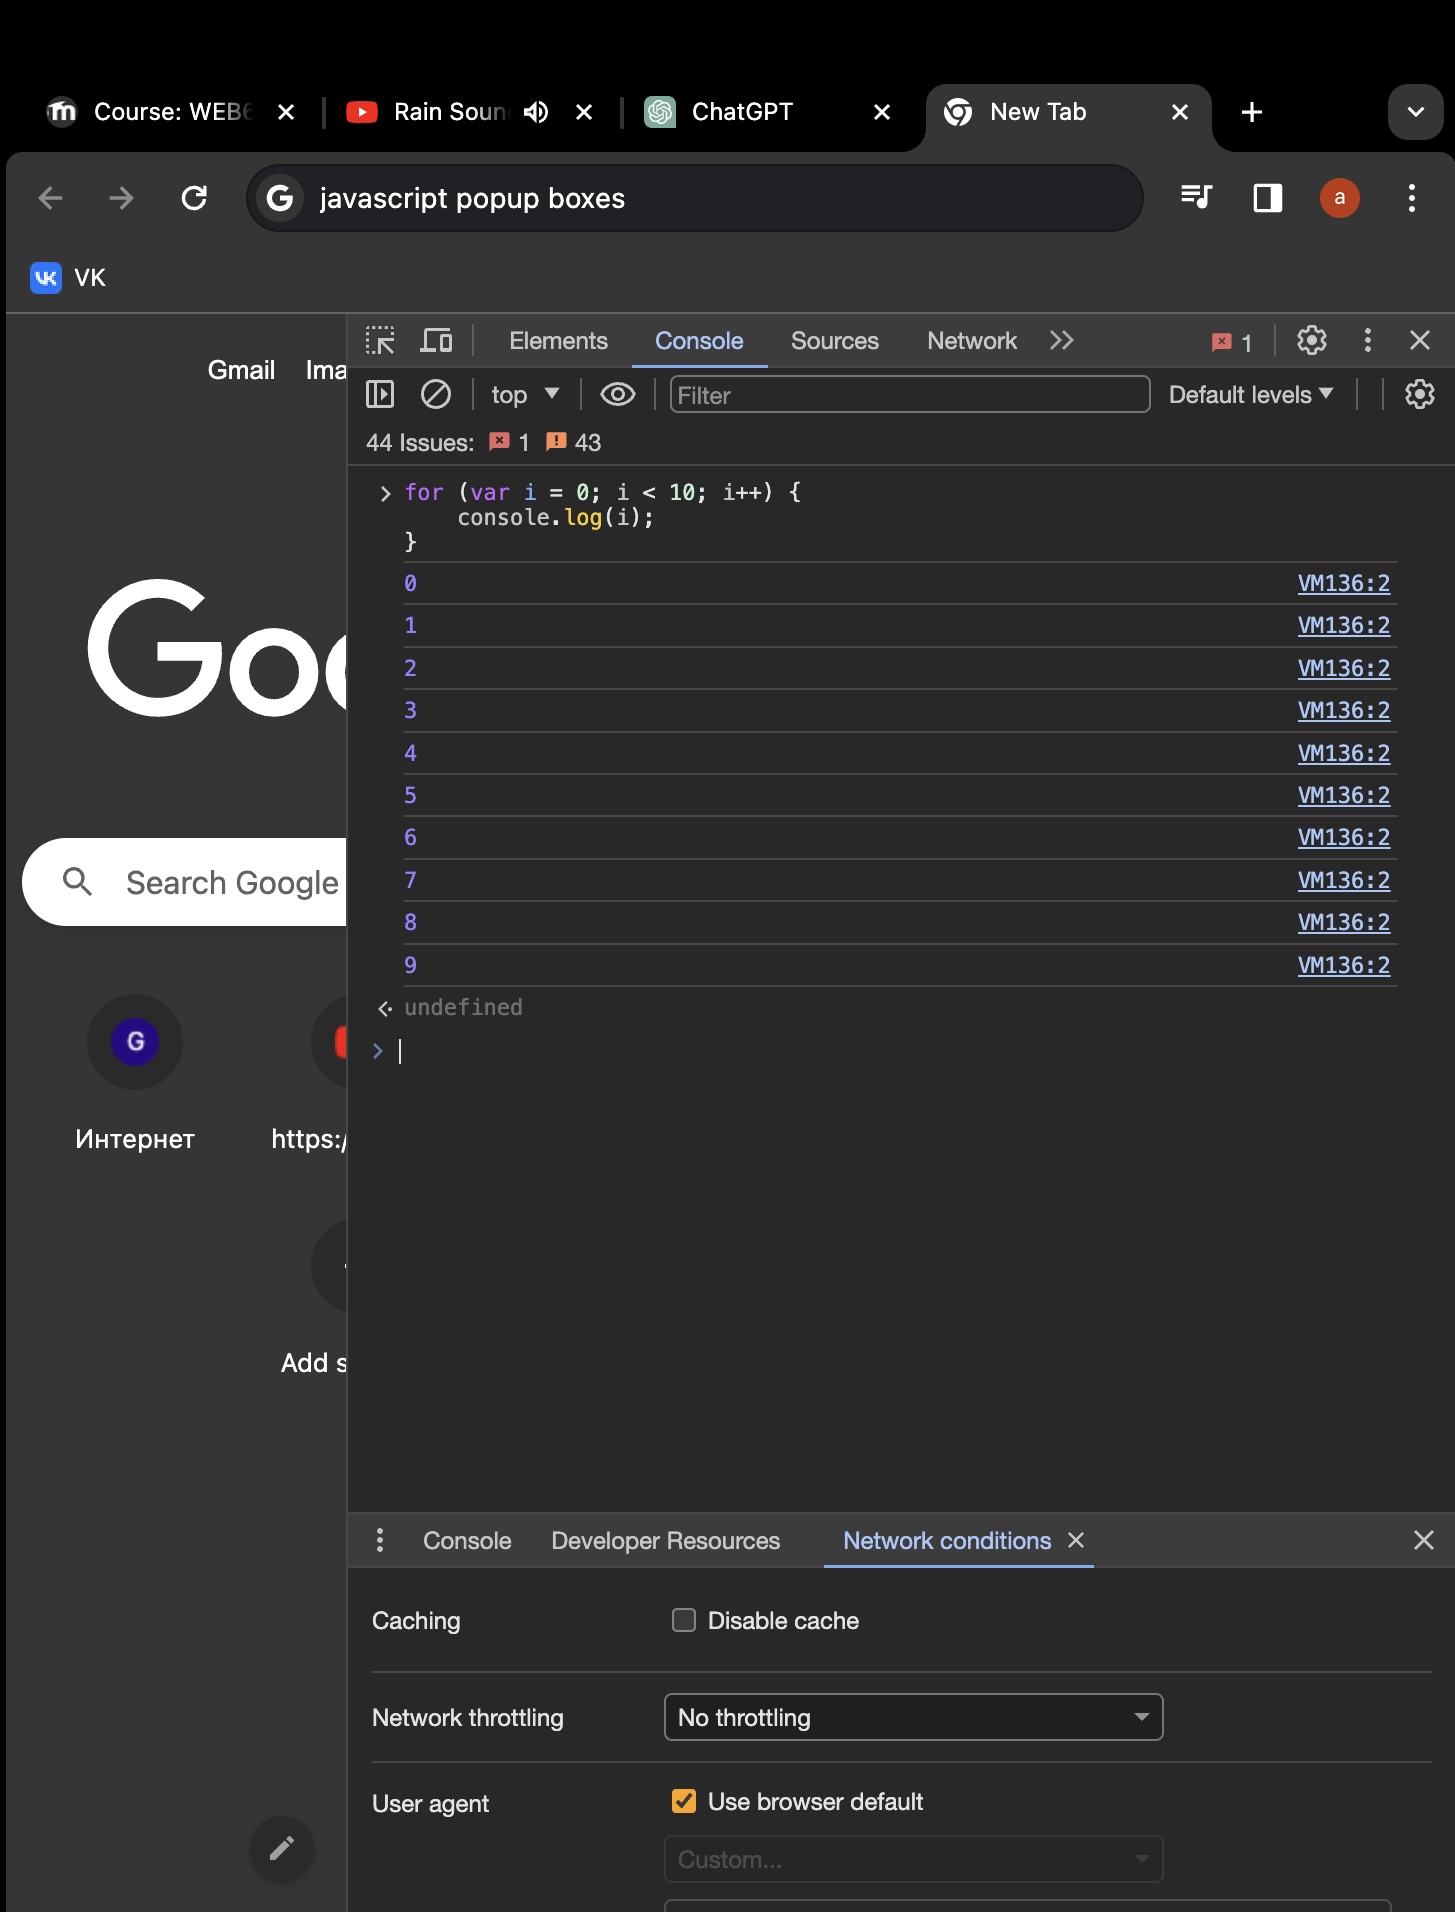 Course: WEB6
Rain Soun
ChatGPT
New Tab
javascript popup boxes
a
VK
Gmail Ima
Elements Console Sources Network 1
top Filter Default levels
44 Issues: 1 43
for (var i = 0; i < 10; i++) {
console.log(i);
}
0 VM136:2
1 VM136:2
2 VM136:2
3 VM136:2
4 VM136:2
5 VM136:2
6 VM136:2
7 VM136:2
8 VM136:2
9 VM136:2
undefined
Goo
Search Google
G
Интернет https:/
Add s
Console Developer Resources Network conditions
Caching Disable cache
Network throttling No throttling
User agent Use browser default
Custom...